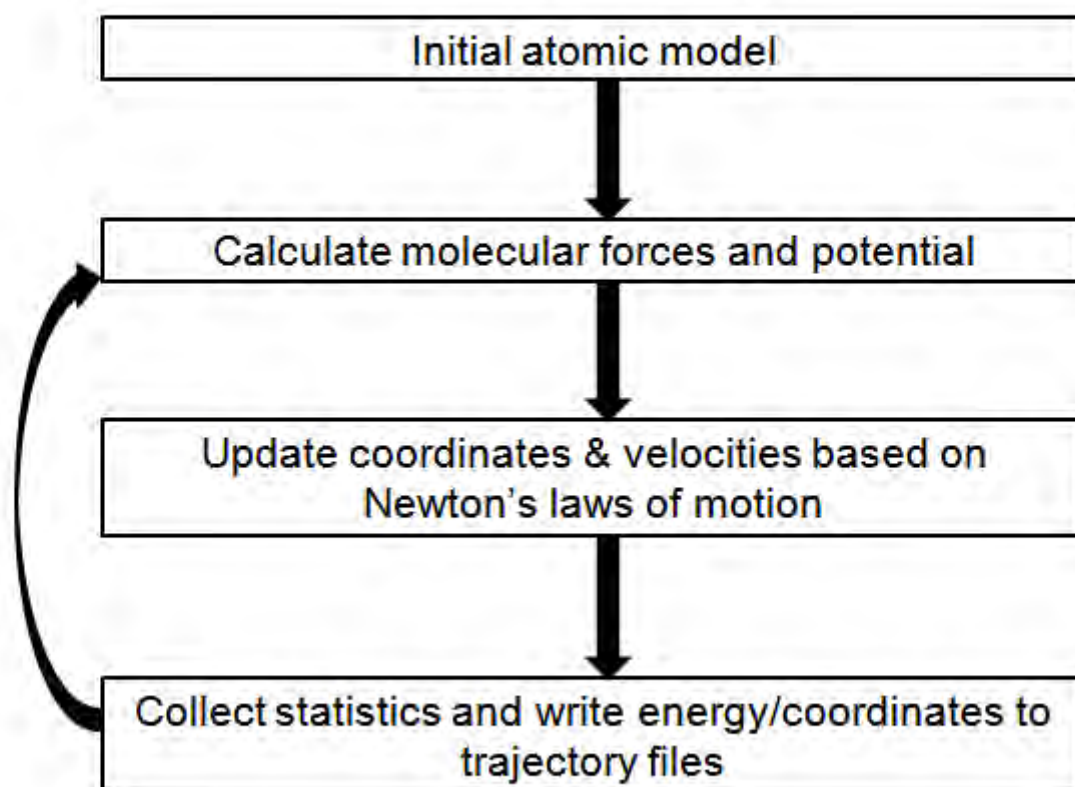 Initial atomic model
Calculate molecular forces and potential
Update coordinates & velocities based on
Newton’s laws of motion
Collect statistics and write energy/coordinates to
trajectory files